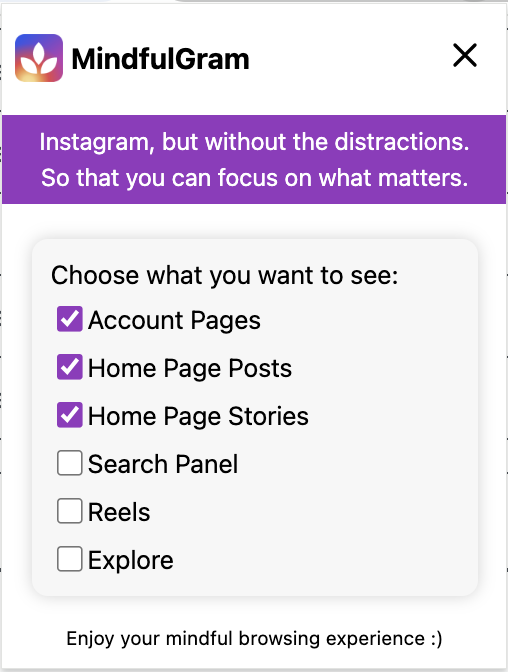 MindfulGram
Instagram, but without the distractions.
So that you can focus on what matters.
Choose what you want to see:
Account Pages
Home Page Posts
Home Page Stories
Search Panel
Reels
Explore
Enjoy your mindful browsing experience :)